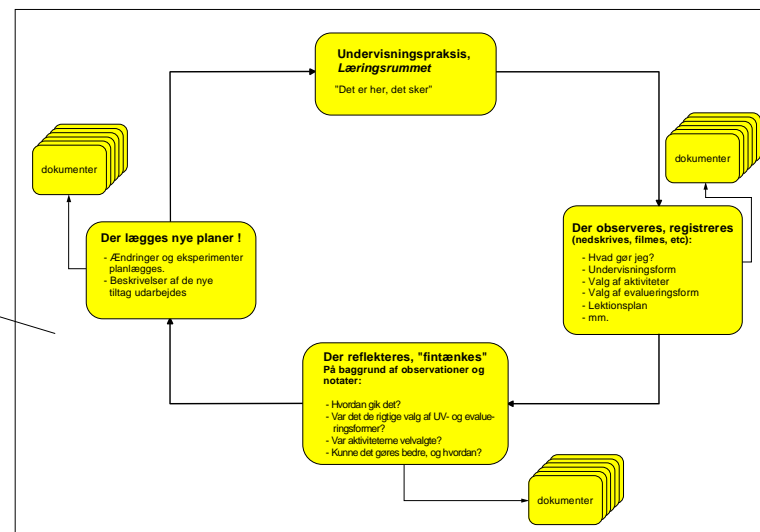 Undervisningspraksis,
Læringsrummet
"Det er her, det sker"
dokumenter
Der observeres, registreres
(nedskrives, filmes, etc):
- Hvad gør jeg?
- Undervisningsform
- Valg af aktiviteter
- Valg af evalueringsform
- Lektionsplan
- mm.
Der reflekteres, "fintænkes"
På baggrund af observationer og
notater:
- Hvordan gik det?
- Var det de rigtige valg af UV- og evalue-
ringsformer?
- Var aktiviteterne velvalgte?
- Kunne det gøres bedre, og hvordan?
dokumenter
Der lægges nye planer !
- Ændringer og eksperimenter
planlægges.
- Beskrivelser af de nye
tiltag udarbejdes
dokumenter